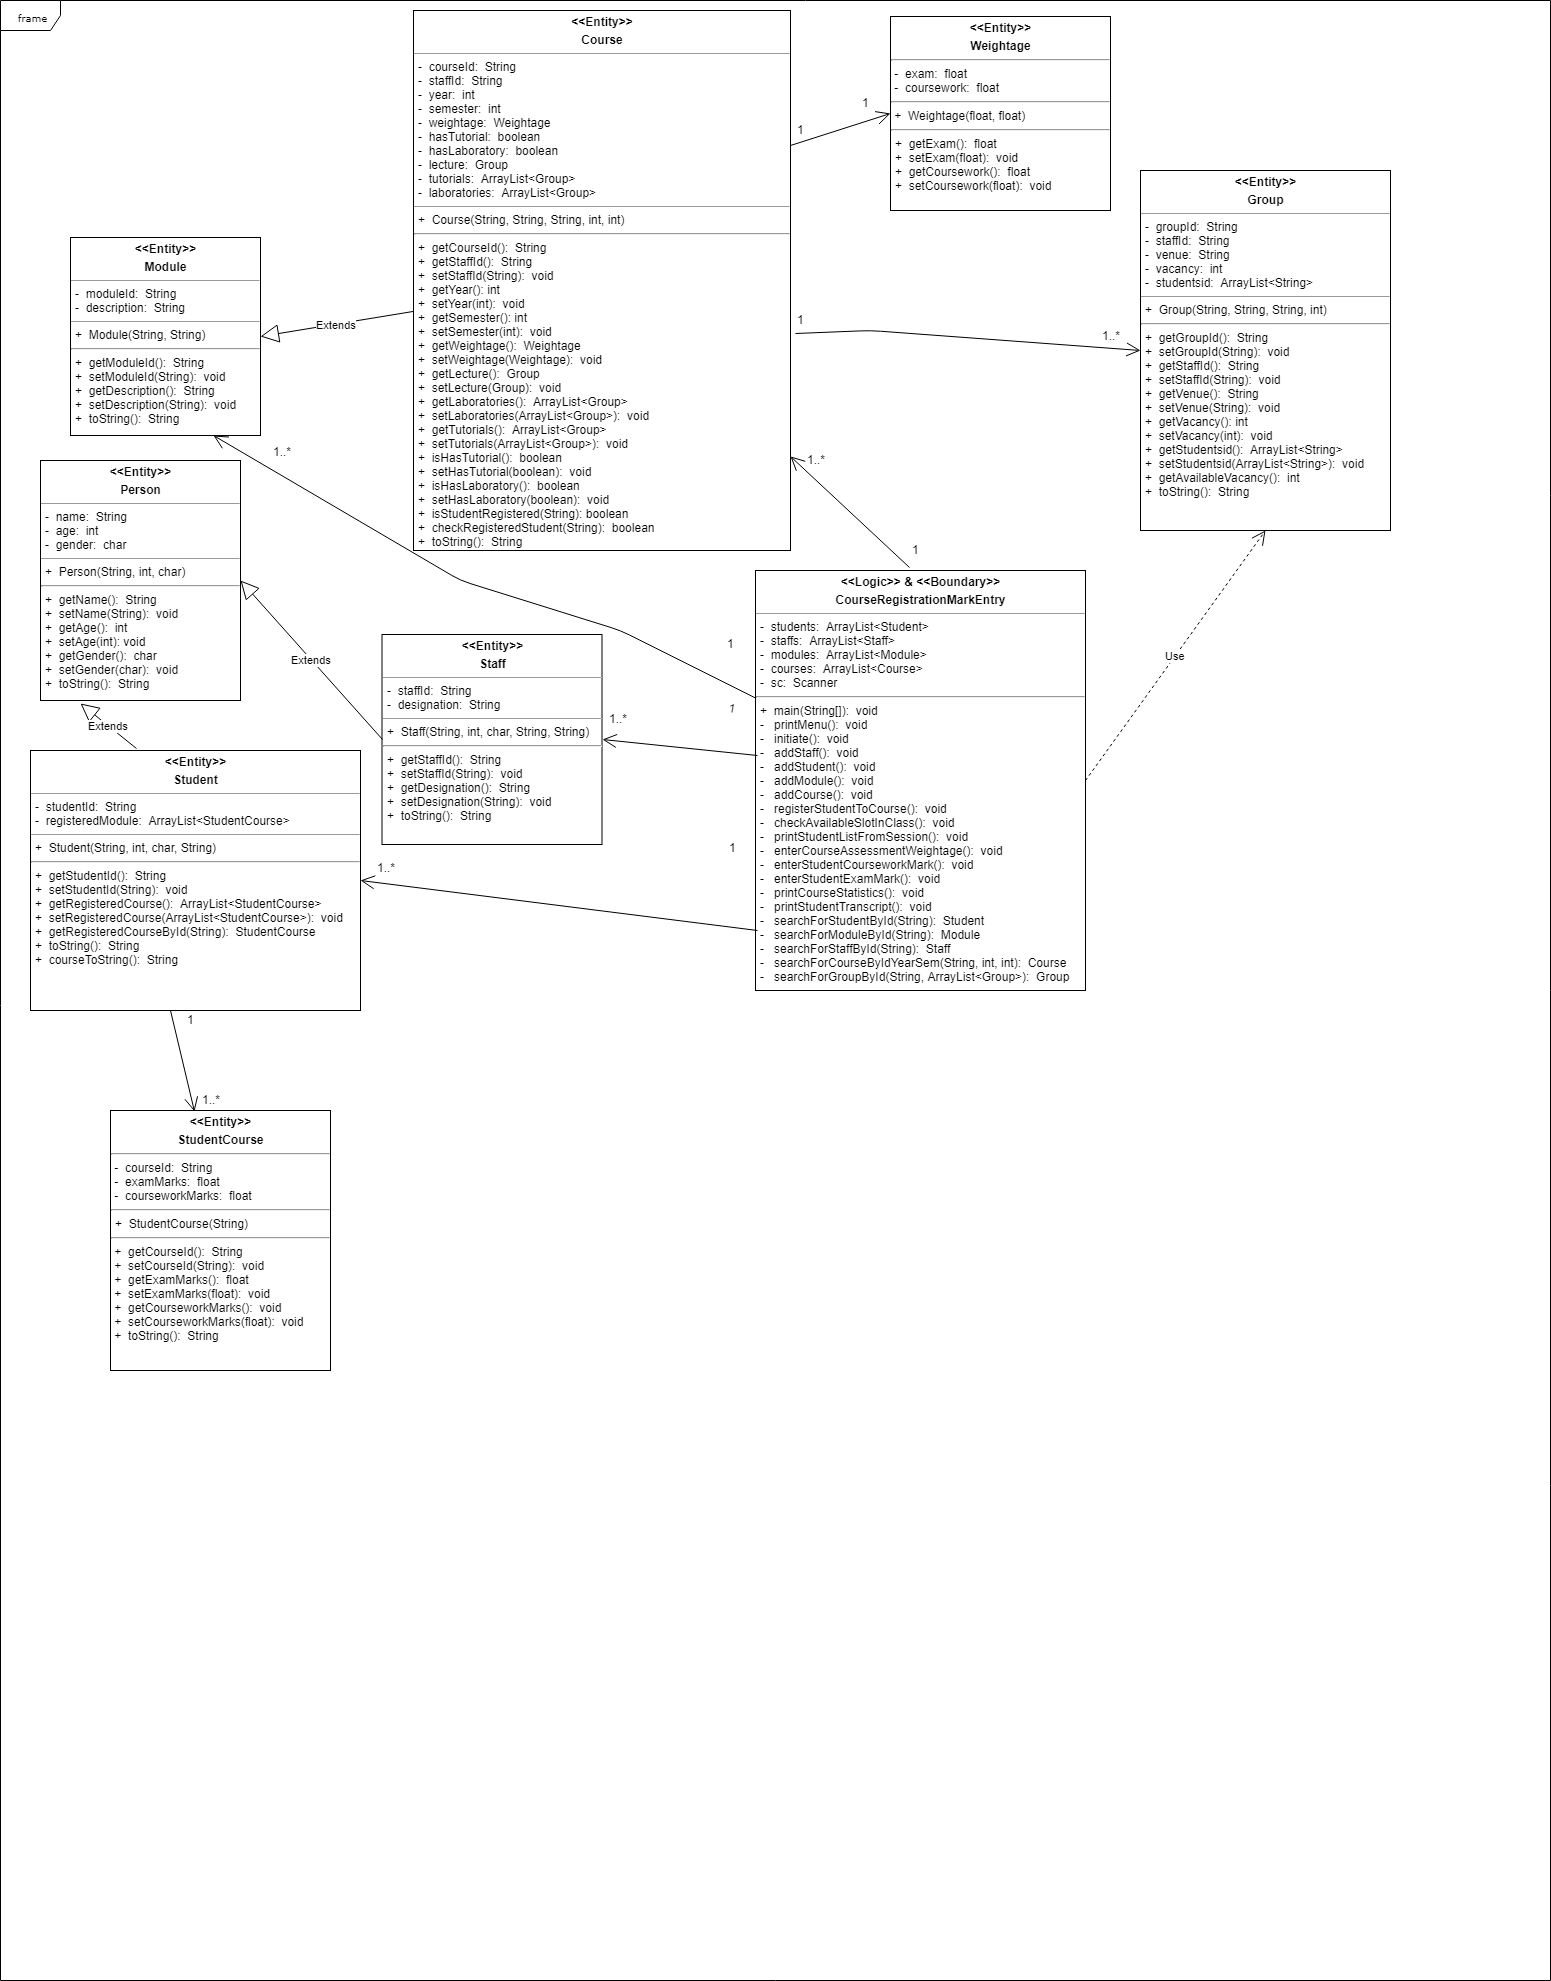 frame
<<Entity>>
Course
- courseId: String
- staffId: String
- year: int
- semester: int
- weightage: Weightage
- hasTutorial: boolean
- hasLaboratory: boolean
- lecture: Group
- tutorials: ArrayList<Group>
- laboratories: ArrayList<Group>
+ Course(String, String, String, int, int)
+ getCourseId(): String
+ getStaffId(): String
+ setStaffId(String): void
+ getYear(): int
+ setYear(int): void
+ getSemester(): int
+ setSemester(int): void
+ getWeightage(): Weightage
+ setWeightage(Weightage): void
+ getLecture(): Group
+ setLecture(Group): void
+ getLaboratories(): ArrayList<Group>
+ setLaboratories(ArrayList<Group>): void
+ getTutorials(): ArrayList<Group>
+ setTutorials(ArrayList<Group>): void
+ isHasTutorial(): boolean
+ setHasTutorial(boolean): void
+ isHasLaboratory(): boolean
+ setHasLaboratory(boolean): void
+ isStudentRegistered(String): boolean
+ checkRegisteredStudent(String): boolean
+ toString(): String
<<Entity>>
Weightage
- exam: float
- coursework: float
+ Weightage(float, float)
+ getExam(): float
+ setExam(float): void
+ getCoursework(): float
+ setCoursework(float): void
1
1
<<Entity>>
Group
- groupId: String
- staffId: String
- venue: String
- vacancy: int
- studentsid: ArrayList<String>
+ Group(String, String, String, int)
+ getGroupId(): String
+ setGroupId(String): void
+ getStaffId(): String
+ setStaffId(String): void
+ getVenue(): String
+ setVenue(String): void
+ getVacancy(): int
+ setVacancy(int): void
+ getStudentsid(): ArrayList<String>
+ setStudentsid(ArrayList<String>): void
+ getAvailableVacancy(): int
+ toString(): String
1
1..*
<<Entity>>
Module
- moduleId: String
- description: String
+ Module(String, String)
+ getModuleId(): String
+ setModuleId(String): void
+ getDescription(): String
+ setDescription(String): void
+ toString(): String
Extends
1..*
1..*
1
<<Entity>>
Person
- name: String
- age: int
- gender: char
+ Person(String, int, char)
+ getName(): String
+ setName(String): void
+ getAge(): int
+ setAge(int): void
+ getGender(): char
+ setGender(char): void
+ toString(): String
Extends
Extends
<<Entity>>
Staff
- staffId: String
- designation: String
+ Staff(String, int, char, String, String)
+ getStaffId(): String
+ setStaffId(String): void
+ getDesignation(): String
+ setDesignation(String): void
+ toString(): String
1
1
1..*
1
1..*
<<Logic>> & <<Boundary>>
CourseRegistrationMarkEntry
- students: ArrayList<Student>
- staffs: ArrayList<Staff>
- modules: ArrayList<Module>
- courses: ArrayList<Course>
- sc: Scanner
+ main(String[]): void
- printMenu(): void
- initiate(): void
- addStaff(): void
- addStudent(): void
- addModule(): void
- addCourse(): void
- registerStudentToCourse(): void
- checkAvailableSlotInClass(): void
- printStudentListFromSession(): void
- enterCourseAssessmentWeightage(): void
- enterStudentCourseworkMark(): void
- enterStudentExamMark(): void
- printCourseStatistics(): void
- printStudentTranscript(): void
- searchForStudentById(String): Student
- searchForModuleById(String): Module
- searchForStaffById(String): Staff
- searchForCourseByIdYearSem(String, int, int): Course
- searchForGroupById(String, ArrayList<Group>): Group
Use
<<Entity>>
Student
- studentId: String
- registeredModule: ArrayList<StudentCourse>
+ Student(String, int, char, String)
+ getStudentId(): String
+ setStudentId(String): void
+ getRegisteredCourse(): ArrayList<StudentCourse>
+ setRegisteredCourse(ArrayList<StudentCourse>): void
+ getRegisteredCourseById(String): StudentCourse
+ toString(): String
+ courseToString(): String
1
1..*
<<Entity>>
StudentCourse
- courseId: String
- examMarks: float
- courseworkMarks: float
+ StudentCourse(String)
+ getCourseId(): String
+ setCourseId(String): void
+ getExamMarks(): float
+ setExamMarks(float): void
+ getCourseworkMarks(): void
+ setCourseworkMarks(float): void
+ toString(): String